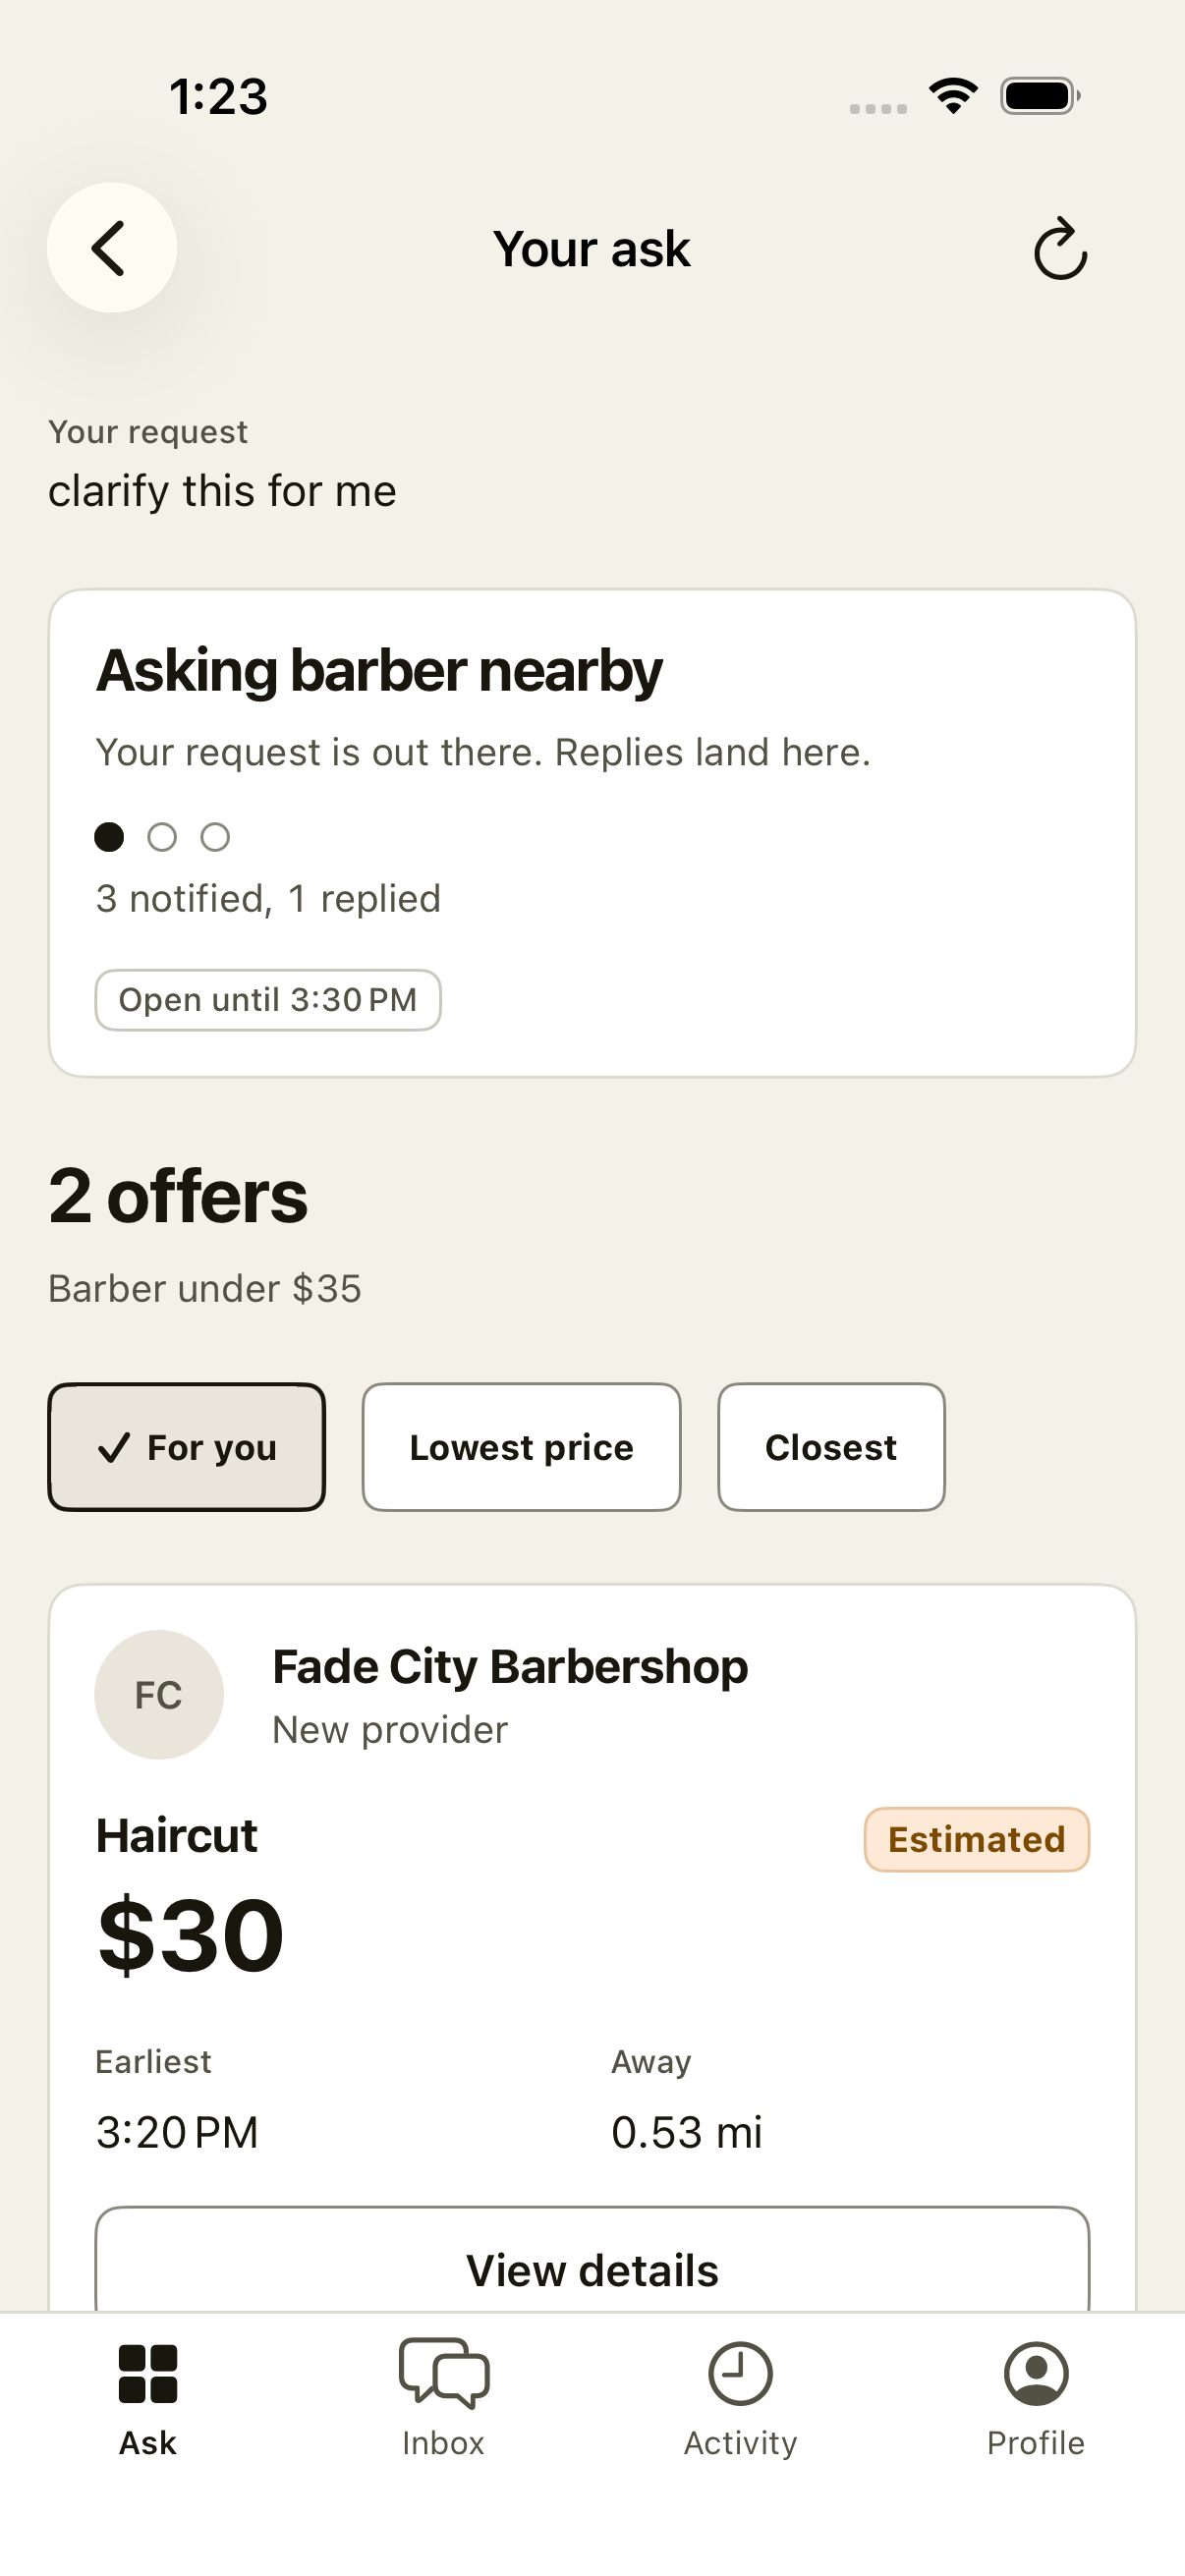 1:23
Your ask
Your request
clarify this for me
Asking barber nearby
Your request is out there. Replies land here.
3 notified, 1 replied
Open until 3:30 PM
2 offers
Barber under $35
For you
Lowest price
Closest
FC
Fade City Barbershop
New provider
Haircut
Estimated
$30
Earliest
Away
3:20 PM
0.53 mi
View details
Ask
Inbox
Activity
Profile